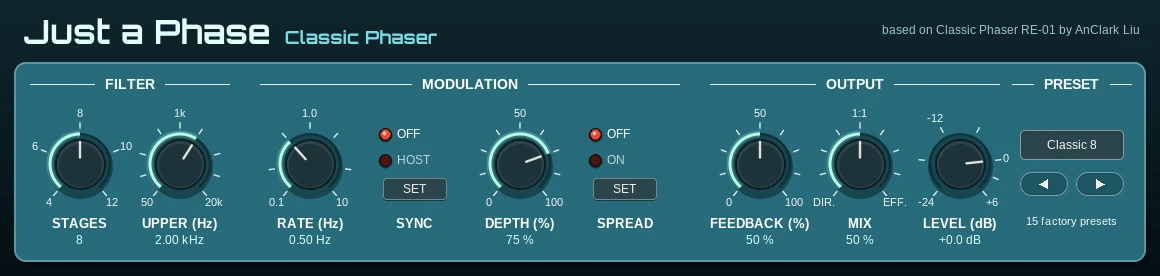 Just a Phase Classic Phaser
based on Classic Phaser RE-01 by AnClark Liu
FILTER MODULATION OUTPUT PRESET
4 6 8 10 12
STAGES
8
50 1k 20k
UPPER (Hz)
2.00 kHz
0.1 1.0 10
RATE (Hz)
0.50 Hz
OFF
HOST
SET
SYNC
0 50 100
DEPTH (%)
75 %
OFF
ON
SET
SPREAD
0 50 100
FEEDBACK (%)
50 %
DIR. 1:1 EFF.
MIX
50 %
-24 -12 0 +6
LEVEL (dB)
+0.0 dB
Classic 8
15 factory presets